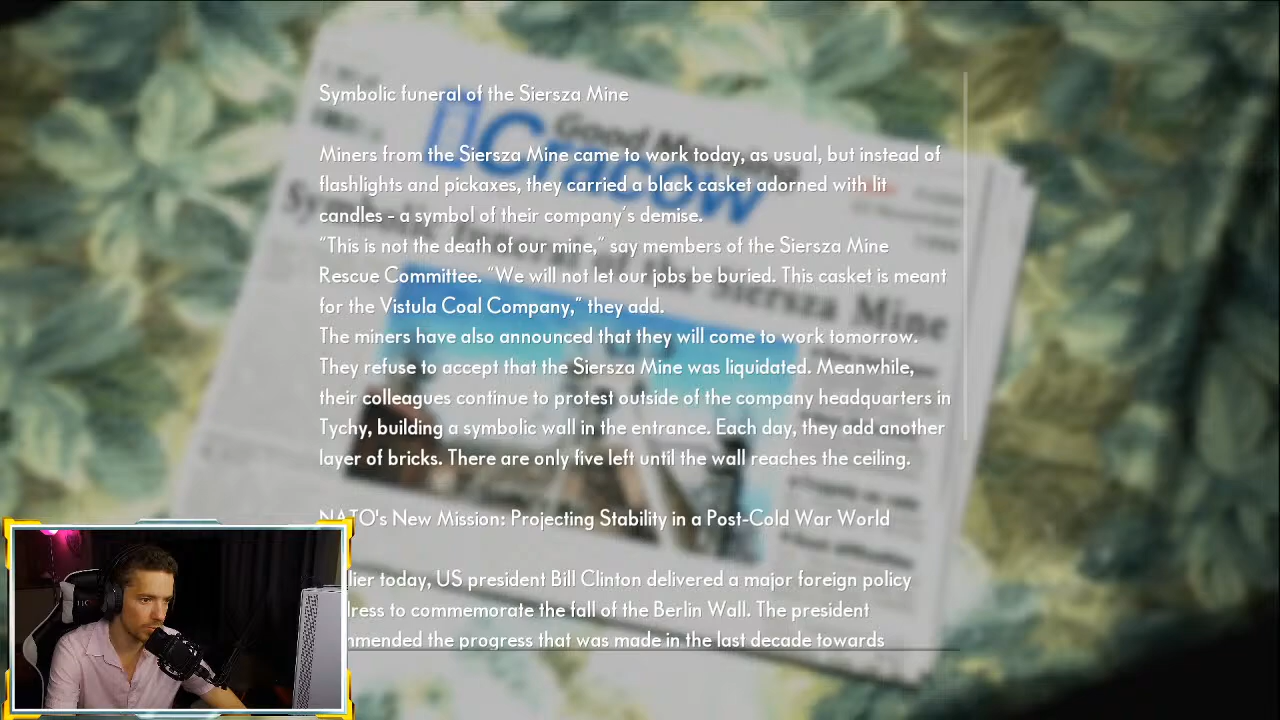 Symbolic funeral of the Siersza Mine
Miners from the Siersza Mine came to work today, as usual, but instead of
flashlights and pickaxes, they carried a black casket adorned with lit
candles - a symbol of their company's demise.
"This is not the death of our mine," say members of the Siersza Mine
Rescue Committee. "We will not let our jobs be buried. This casket is meant
for the Vistula Coal Company," they add.
The miners have also announced that they will come to work tomorrow.
They refuse to accept that the Siersza Mine was liquidated. Meanwhile,
their colleagues continue to protest outside of the company headquarters in
Tychy, building a symbolic wall in the entrance. Each day, they add another
layer of bricks. There are only five left until the wall reaches the ceiling.
NATO's New Mission: Projecting Stability in a Post-Cold War World
lier today, US president Bill Clinton delivered a major foreign policy
dress to commemorate the fall of the Berlin Wall. The president
mmended the progress that was made in the last decade towards
Good Morning
Cracow
Symbolic funeral of the Siersza Mine